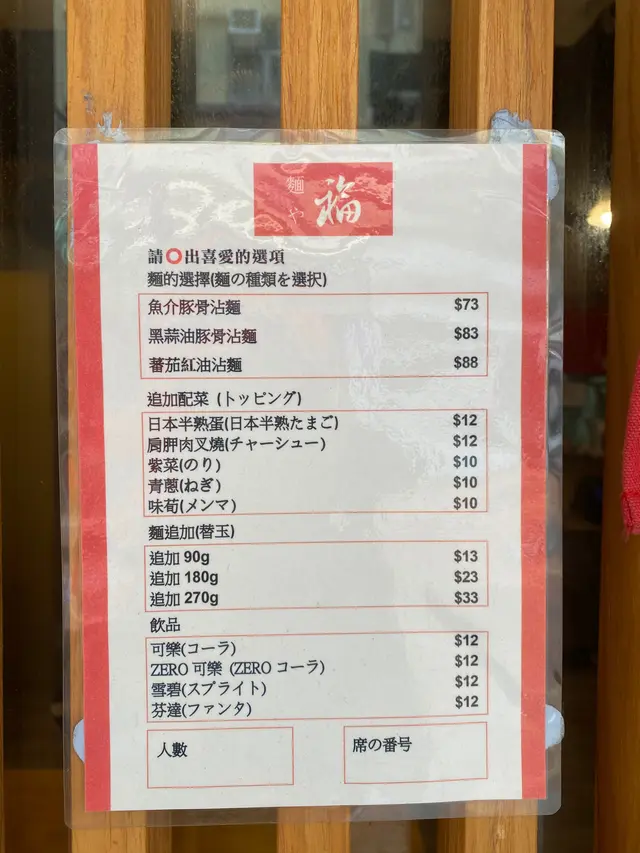 麺や 福
請⭕出喜愛的選項
麵的選擇(麵の種類を選択)
魚介豚骨沾麵 $73
黑蒜油豚骨沾麵 $83
蕃茄紅油沾麵 $88
追加配菜 (トッピング)
日本半熟蛋(日本半熟たまご) $12
肩胛肉叉燒(チャーシュー) $12
紫菜(のり) $10
青蔥(ねぎ) $10
味荀(メンマ) $10
麵追加(替玉)
追加 90g $13
追加 180g $23
追加 270g $33
飲品
可樂(コーラ) $12
ZERO 可樂 (ZERO コーラ) $12
雪碧(スプライト) $12
芬達(ファンタ) $12
人數 席の番号